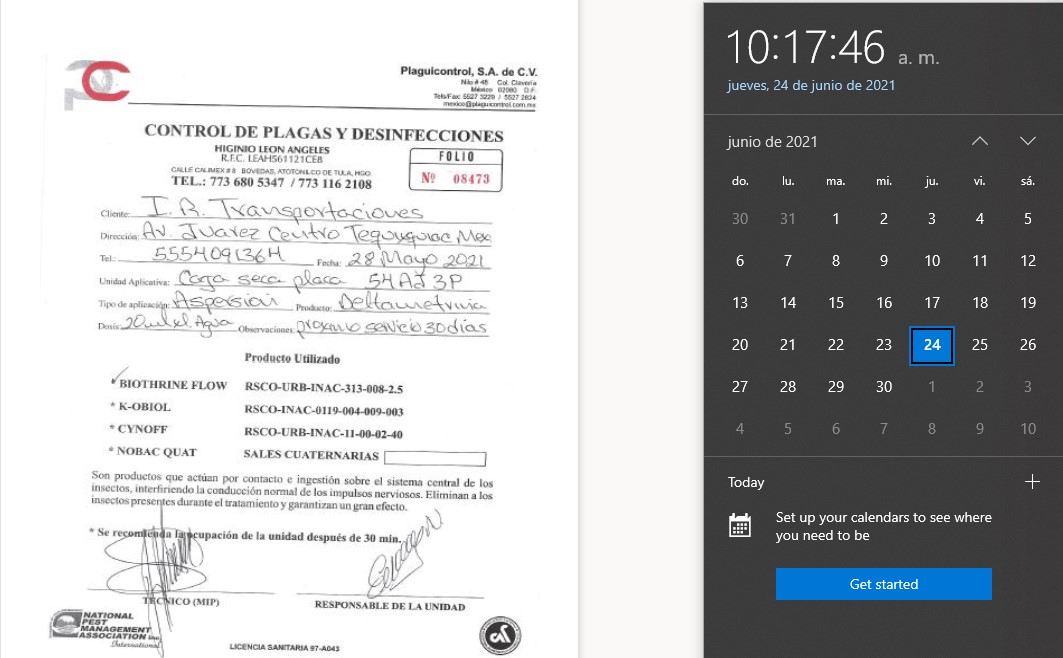 PC
Plaguicontrol, S.A. de C.V.
Nilo # 48 Col. Clavería
México 02080 D.F.
Tels/Fax: 5527 3229 / 5527 2824
mexico@plaguicontrol.com.mx
CONTROL DE PLAGAS Y DESINFECCIONES
HIGINIO LEON ANGELES
R.F.C. LEAH561121CE8
CALLE CALIMEX # 8 BOVEDAS, ATOTONILCO DE TULA, HGO.
TEL.: 773 680 5347 / 773 116 2108
FOLIO
Nº 08473
Cliente: I. R. Transportaciones
Dirección: Av. Juarez Centro Tequixquiac, Mex
Tel.: 5554091364 Fecha: 28 Mayo 2021
Unidad Aplicativa: Caja seca placa 54AJ3P
Tipo de aplicación: Aspersión Producto: Deltametrina
Dosis: 20mlxl. Agua Observaciones: proximo servicio 30 días
Producto Utilizado
* BIOTHRINE FLOW RSCO-URB-INAC-313-008-2.5
* K-OBIOL RSCO-INAC-0119-004-009-003
* CYNOFF RSCO-URB-INAC-11-00-02-40
* NOBAC QUAT SALES CUATERNARIAS
Son productos que actúan por contacto e ingestión sobre el sistema central de los
insectos, interfiriendo la conducción normal de los impulsos nerviosos. Eliminan a los
insectos presentes durante el tratamiento y garantizan un gran efecto.
* Se recomienda la ocupación de la unidad después de 30 min.
TÉCNICO (MIP)
RESPONSABLE DE LA UNIDAD
NATIONAL
PEST
MANAGEMENT
ASSOCIATION Inc.
International
LICENCIA SANITARIA 97-A043
10:17:46 a. m.
jueves, 24 de junio de 2021
junio de 2021
do. lu. ma. mi. ju. vi. sá.
30 31 1 2 3 4 5
6 7 8 9 10 11 12
13 14 15 16 17 18 19
20 21 22 23 24 25 26
27 28 29 30 1 2 3
4 5 6 7 8 9 10
Today
Set up your calendars to see where
you need to be
Get started